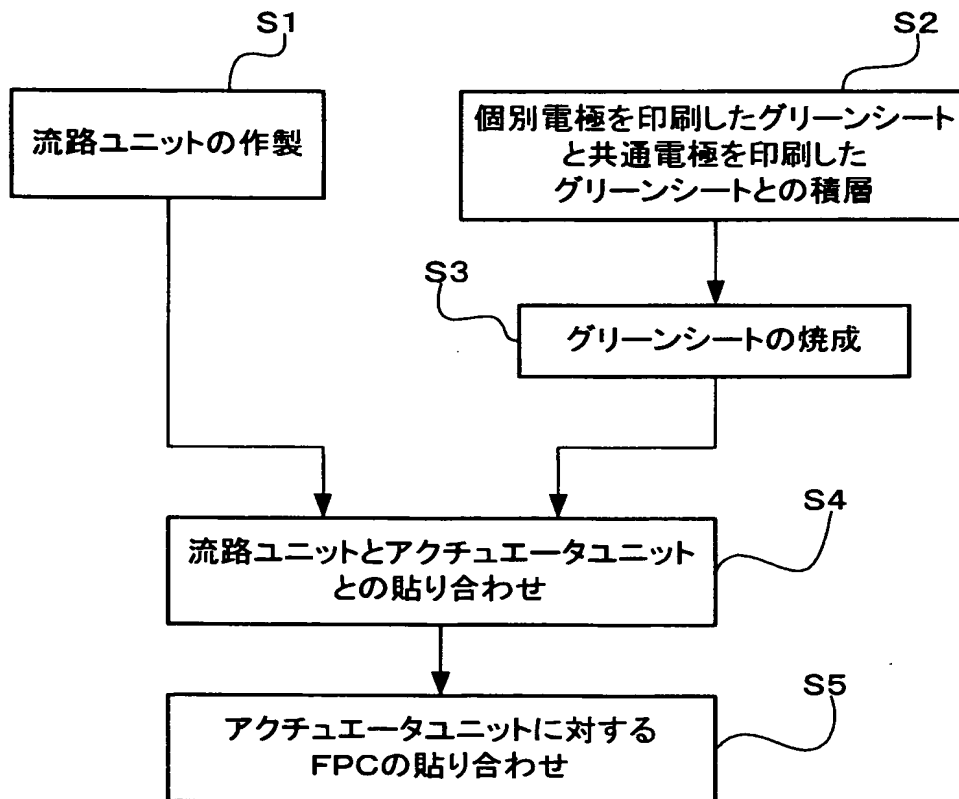 S1
流路ユニットの作製
S2
個別電極を印刷したグリーンシート
と共通電極を印刷した
グリーンシートとの積層
S3
グリーンシートの焼成
S4
流路ユニットとアクチュエータユニット
との貼り合わせ
S5
アクチュエータユニットに対する
FPCの貼り合わせ